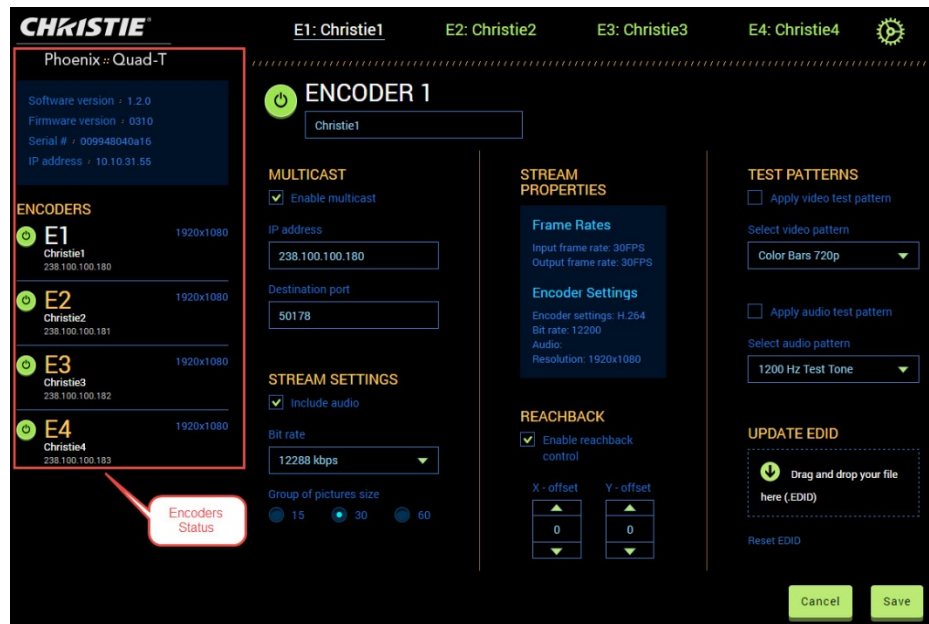 CHRISTIE
E1: Christie1
E2: Christie2
E3: Christie3
E4: Christie4
Phoenix :: Quad-T
Software version / 1.2.0
Firmware version / 0310
Serial # / 009948040a16
IP address / 10.10.31.55
ENCODERS
E1
1920x1080
Christie1
238.100.100.180
E2
1920x1080
Christie2
238.100.100.181
E3
1920x1080
Christie3
238.100.100.182
E4
1920x1080
Christie4
238.100.100.183
Encoders
Status
ENCODER 1
Christie1
MULTICAST
Enable multicast
IP address
238.100.100.180
Destination port
50178
STREAM SETTINGS
Include audio
Bit rate
12288 kbps
Group of pictures size
15
30
60
STREAM
PROPERTIES
Frame Rates
Input frame rate: 30FPS
Output frame rate: 30FPS
Encoder Settings
Encoder settings: H.264
Bit rate: 12200
Audio:
Resolution: 1920x1080
REACHBACK
Enable reachback
control
X - offset
Y - offset
0
0
TEST PATTERNS
Apply video test pattern
Select video pattern
Color Bars 720p
Apply audio test pattern
Select audio pattern
1200 Hz Test Tone
UPDATE EDID
Drag and drop your file
here (.EDID)
Reset EDID
Cancel
Save